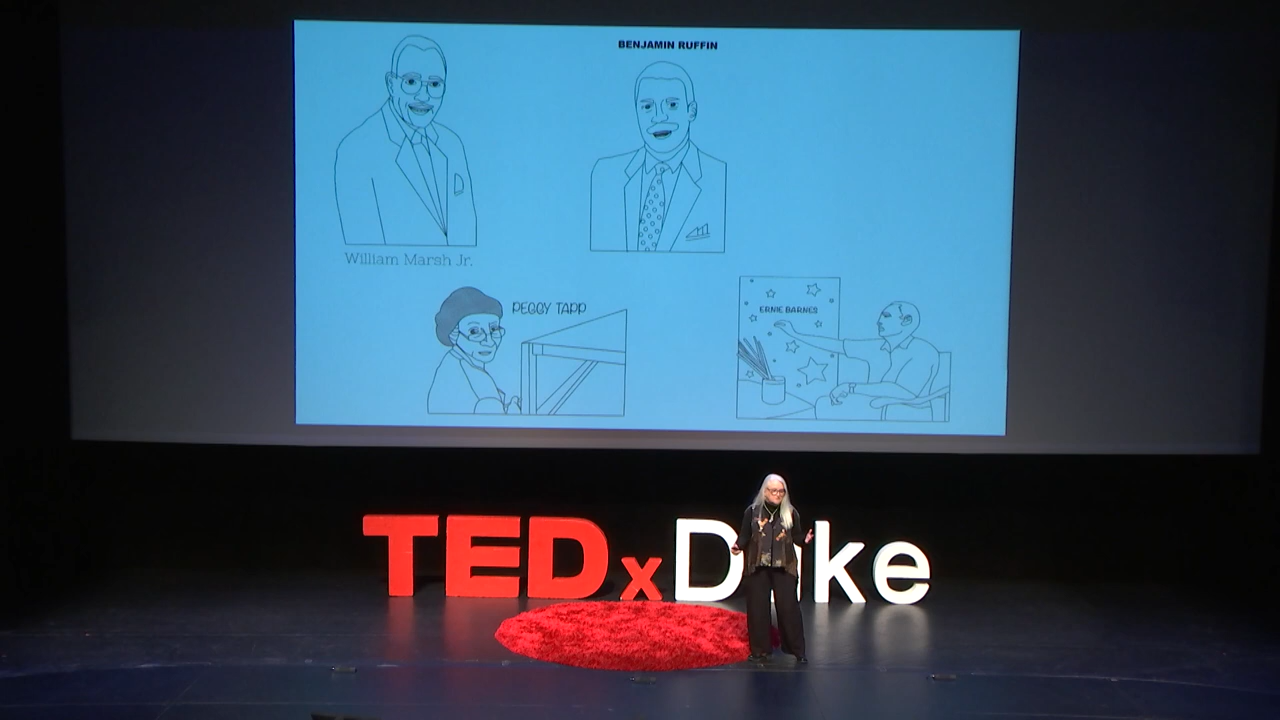 BENJAMIN RUFFIN
William Marsh Jr.
PEGGY TAPP
ERNIE BARNES
TEDxDuke